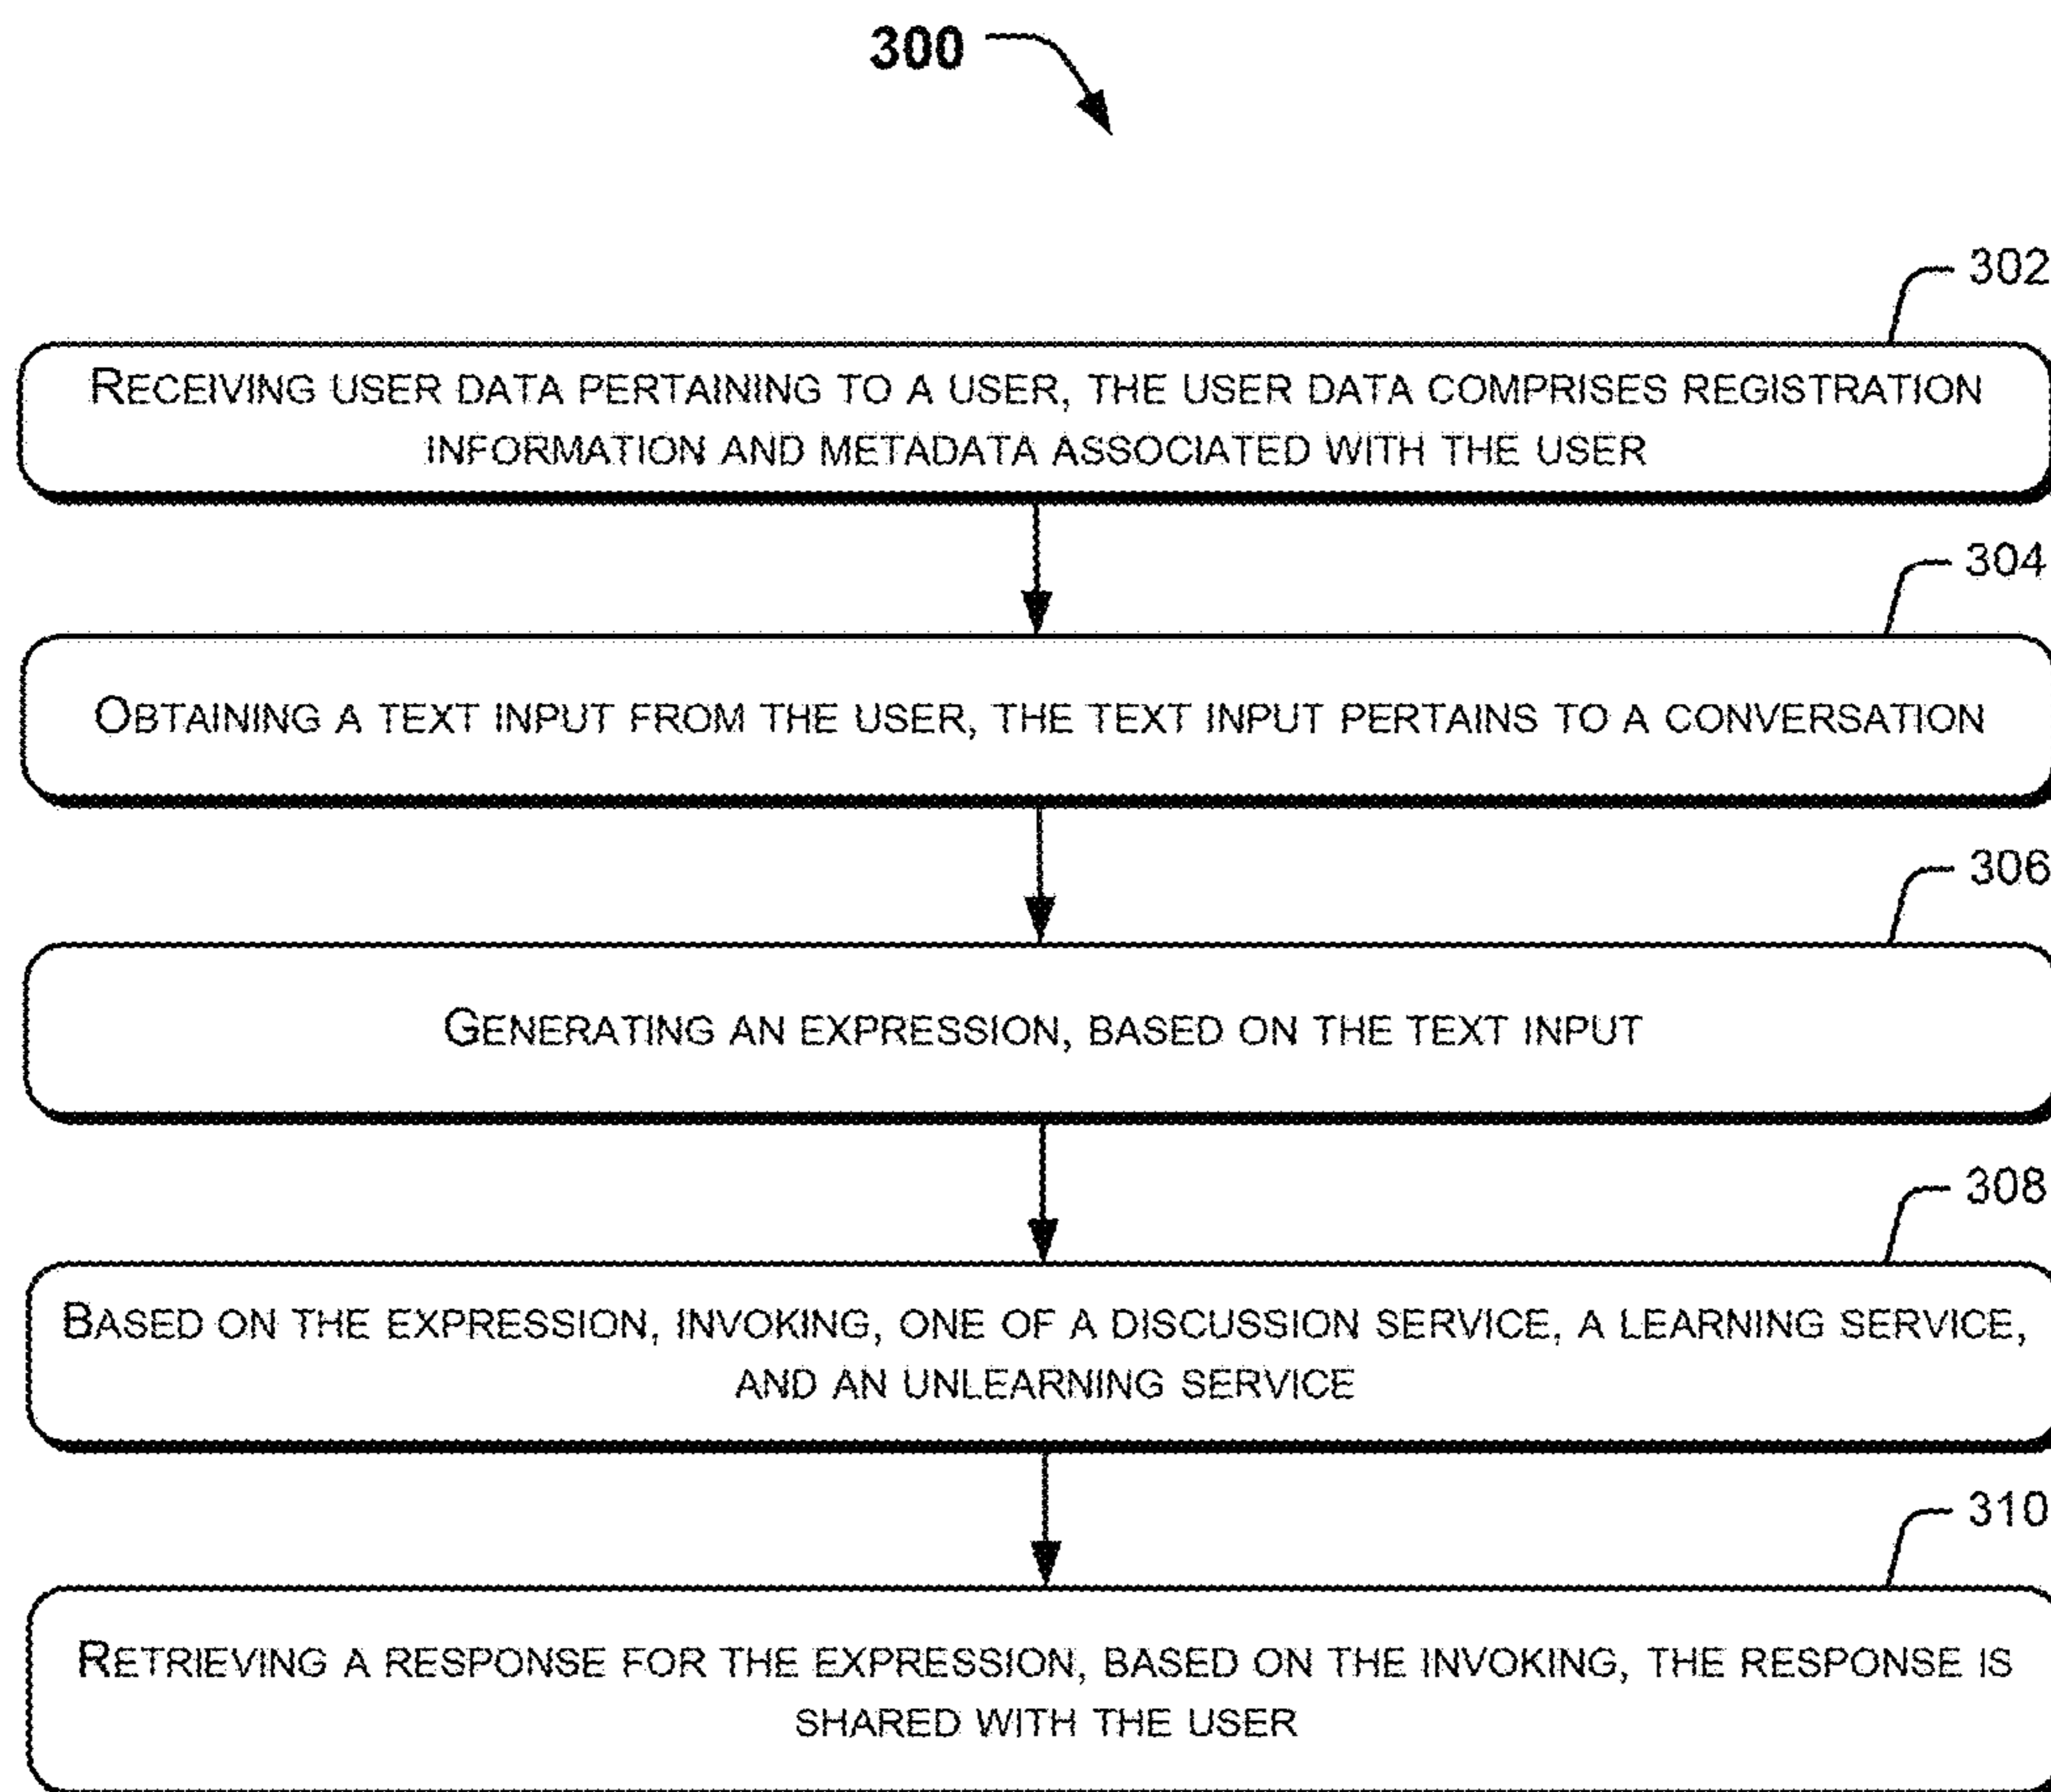 300
302
RECEIVING USER DATA PERTAINING TO A USER, THE USER DATA COMPRISES REGISTRATION
INFORMATION AND METADATA ASSOCIATED WITH THE USER
304
OBTAINING A TEXT INPUT FROM THE USER, THE TEXT INPUT PERTAINS TO A CONVERSATION
306
GENERATING AN EXPRESSION, BASED ON THE TEXT INPUT
308
BASED ON THE EXPRESSION, INVOKING, ONE OF A DISCUSSION SERVICE, A LEARNING SERVICE,
AND AN UNLEARNING SERVICE
310
RETRIEVING A RESPONSE FOR THE EXPRESSION, BASED ON THE INVOKING, THE RESPONSE IS
SHARED WITH THE USER